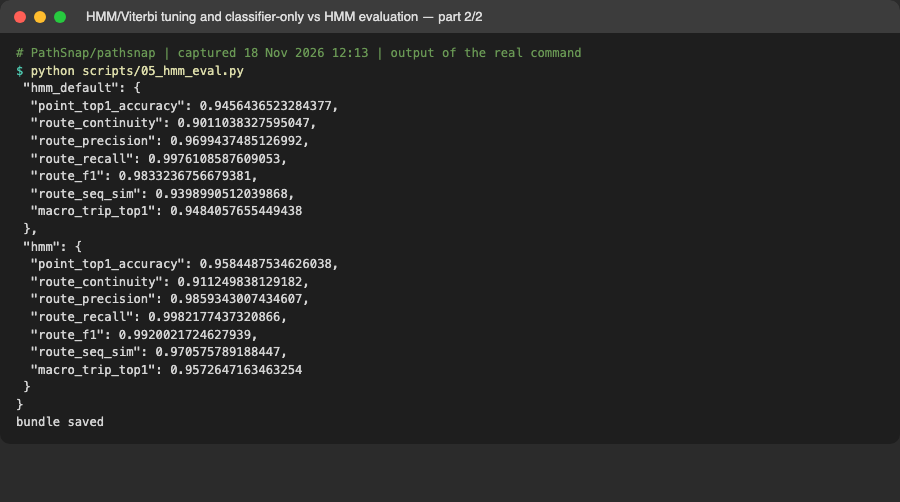 HMM/Viterbi tuning and classifier-only vs HMM evaluation — part 2/2
# PathSnap/pathsnap | captured 18 Nov 2026 12:13 | output of the real command
$ python scripts/05_hmm_eval.py
"hmm_default": {
"point_top1_accuracy": 0.9456436523284377,
"route_continuity": 0.9011038327595047,
"route_precision": 0.9699437485126992,
"route_recall": 0.9976108587609053,
"route_f1": 0.9833236756679381,
"route_seq_sim": 0.9398990512039868,
"macro_trip_top1": 0.9484057655449438
},
"hmm": {
"point_top1_accuracy": 0.9584487534626038,
"route_continuity": 0.911249838129182,
"route_precision": 0.9859343007434607,
"route_recall": 0.9982177437320866,
"route_f1": 0.9920021724627939,
"route_seq_sim": 0.970575789188447,
"macro_trip_top1": 0.9572647163463254
}
}
bundle saved